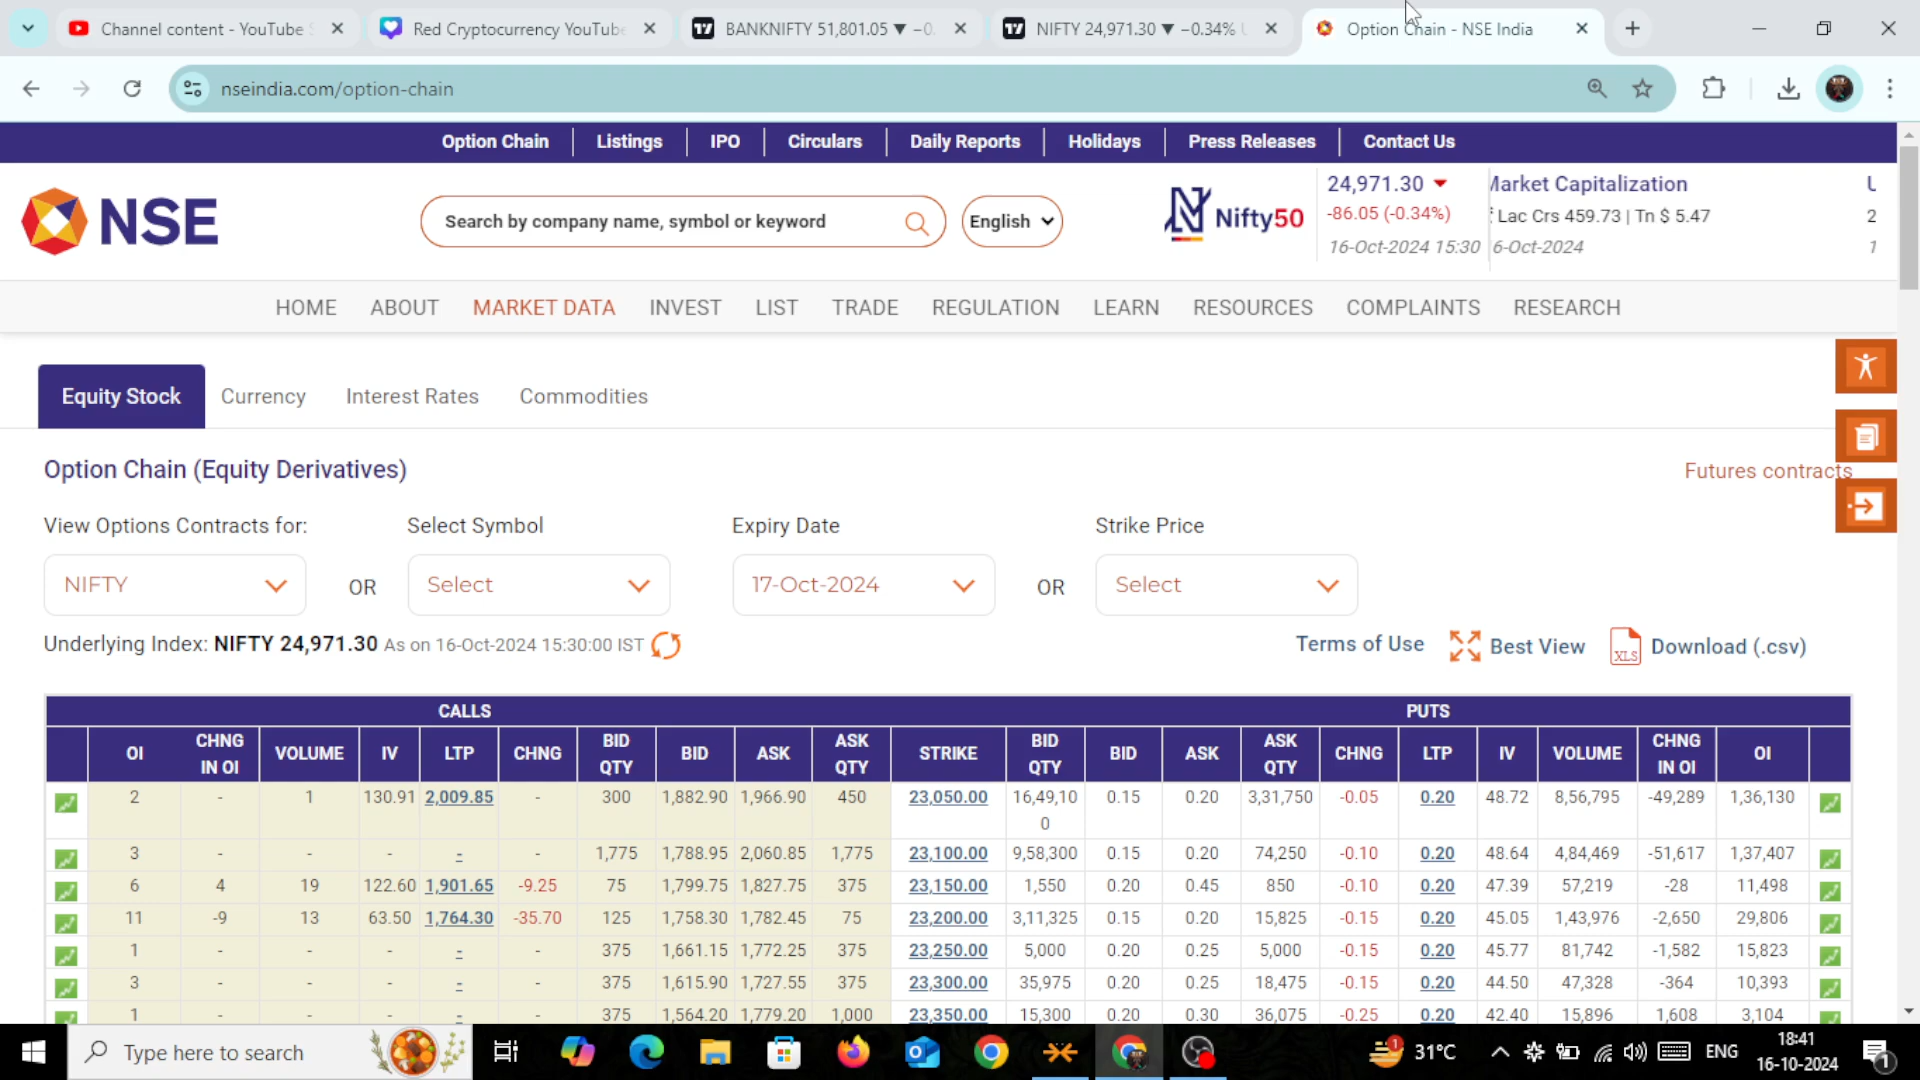 Channel content - YouTube S
Red Cryptocurrency YouTube
BANKNIFTY 51,801.05 ▼ −0.
NIFTY 24,971.30 ▼ −0.34% U
Option Chain - NSE India
nseindia.com/option-chain
Option Chain Listings IPO Circulars Daily Reports Holidays Press Releases Contact Us
NSE
Search by company name, symbol or keyword
English
Nifty50
24,971.30
-86.05 (-0.34%)
16-Oct-2024 15:30
Market Capitalization
Lac Crs 459.73 | Tn $ 5.47
6-Oct-2024
2
1
HOME ABOUT MARKET DATA INVEST LIST TRADE REGULATION LEARN RESOURCES COMPLAINTS RESEARCH
Equity Stock Currency Interest Rates Commodities
Option Chain (Equity Derivatives)
Futures contracts
View Options Contracts for: Select Symbol Expiry Date Strike Price
NIFTY OR Select 17-Oct-2024 OR Select
Underlying Index: NIFTY 24,971.30 As on 16-Oct-2024 15:30:00 IST
Terms of Use Best View XLS Download (.csv)
CALLS PUTS
OI CHNG IN OI VOLUME IV LTP CHNG BID QTY BID ASK ASK QTY STRIKE BID QTY BID ASK ASK QTY CHNG LTP IV VOLUME CHNG IN OI OI
2 - 1 130.91 2,009.85 - 300 1,882.90 1,966.90 450 23,050.00 16,49,100 0.15 0.20 3,31,750 -0.05 0.20 48.72 8,56,795 -49,289 1,36,130
3 - - - - - 1,775 1,788.95 2,060.85 1,775 23,100.00 9,58,300 0.15 0.20 74,250 -0.10 0.20 48.64 4,84,469 -51,617 1,37,407
6 4 19 122.60 1,901.65 -9.25 75 1,799.75 1,827.75 375 23,150.00 1,550 0.20 0.45 850 -0.10 0.20 47.39 57,219 -28 11,498
11 -9 13 63.50 1,764.30 -35.70 125 1,758.30 1,782.45 75 23,200.00 3,11,325 0.15 0.20 15,825 -0.15 0.20 45.05 1,43,976 -2,650 29,806
1 - - - - - 375 1,661.15 1,772.25 375 23,250.00 5,000 0.20 0.25 5,000 -0.15 0.20 45.77 81,742 -1,582 15,823
3 - - - - - 375 1,615.90 1,727.55 375 23,300.00 35,975 0.20 0.25 18,475 -0.15 0.20 44.50 47,328 -364 10,393
1 - - - - - 375 1,564.20 1,779.20 1,000 23,350.00 15,300 0.20 0.30 36,075 -0.25 0.20 42.40 15,896 1,608 3,104
Type here to search
1
31°C
ENG
18:41
16-10-2024
1